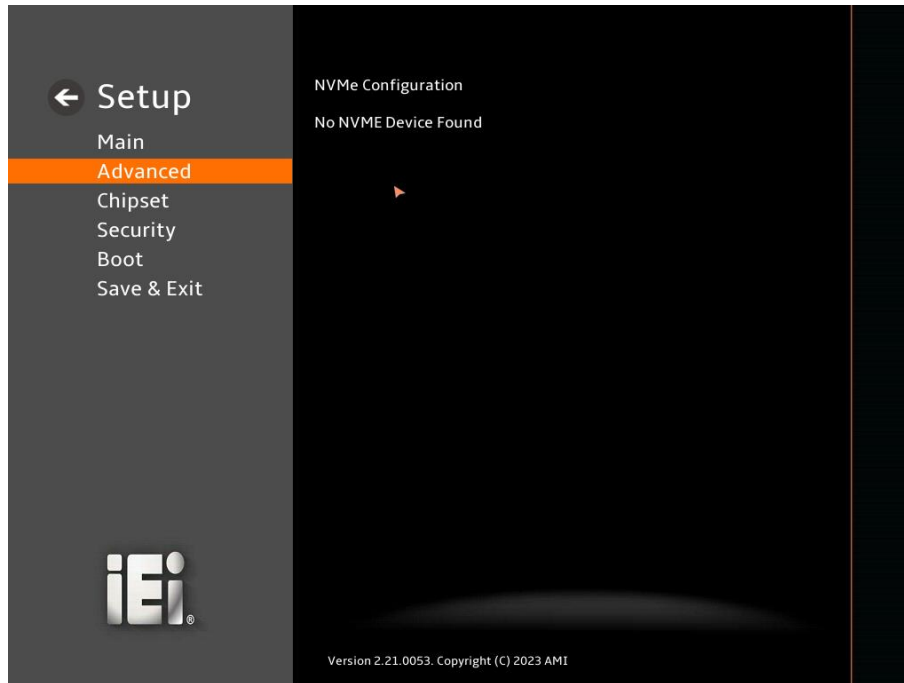 Setup
Main
Advanced
Chipset
Security
Boot
Save & Exit
NVMe Configuration
No NVME Device Found
iEi®
Version 2.21.0053. Copyright (C) 2023 AMI